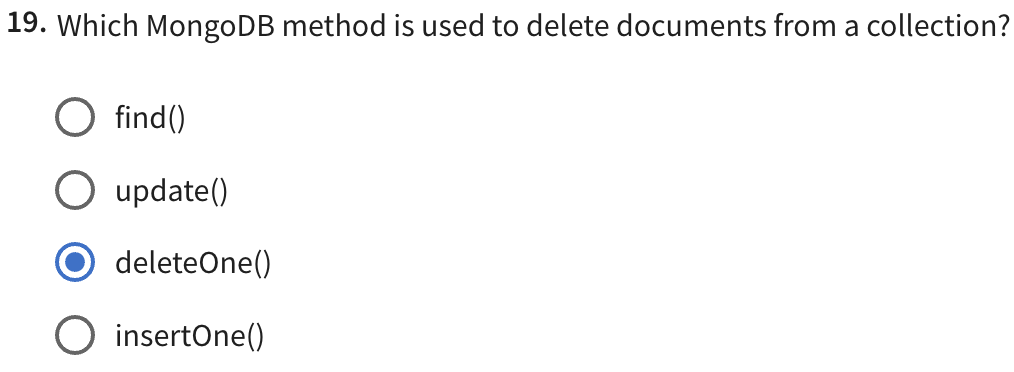 19. Which MongoDB method is used to delete documents from a collection?
find()
update()
deleteOne()
insertOne()